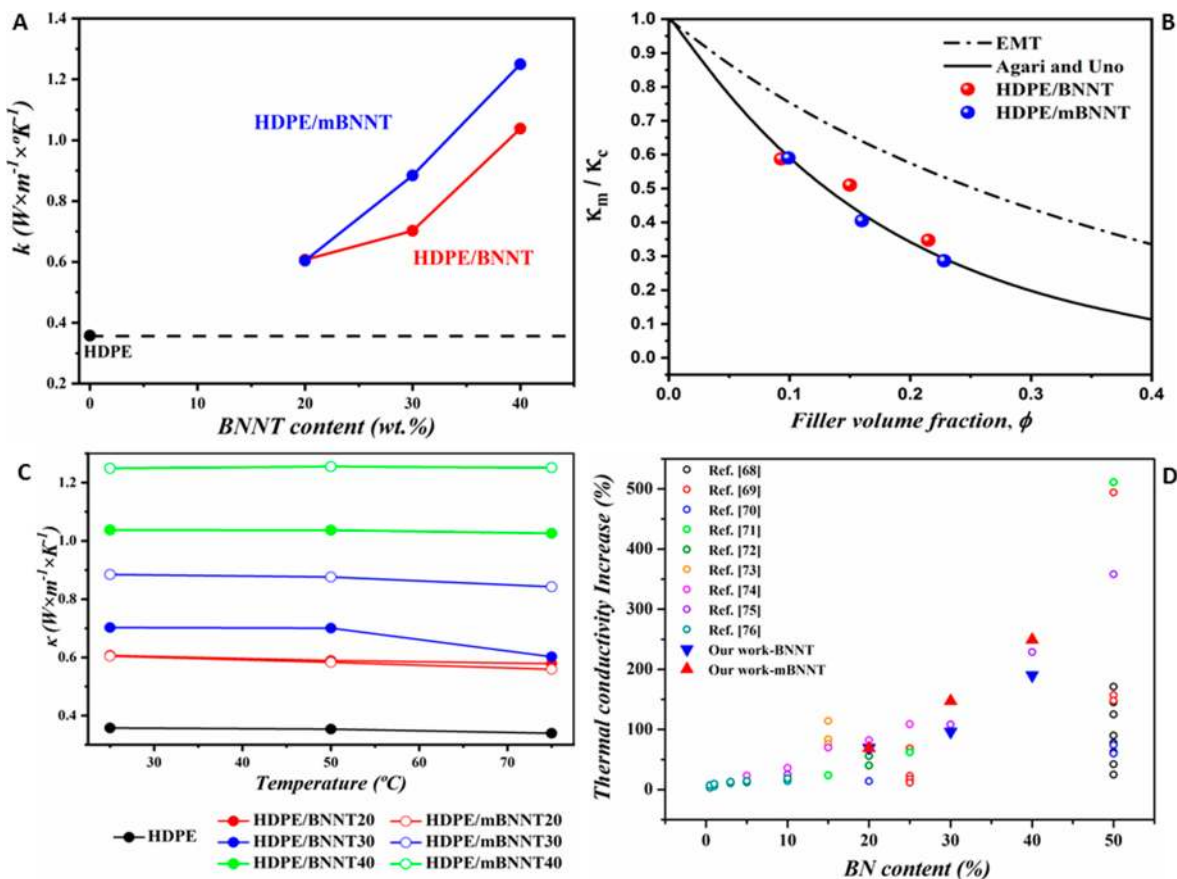 A
1.4
1.2
1.0
0.8
0.6
0.4
0.2
k (W×m⁻¹×ºK⁻¹)
HDPE/mBNNT
HDPE/BNNT
HDPE
0
10
20
30
40
BNNT content (wt.%)
B
1.0
0.9
0.8
0.7
0.6
0.5
0.4
0.3
0.2
0.1
0.0
κm / κc
EMT
Agari and Uno
HDPE/BNNT
HDPE/mBNNT
0.0
0.1
0.2
0.3
0.4
Filler volume fraction, ϕ
C
1.2
1.0
0.8
0.6
0.4
κ (W×m⁻¹×K⁻¹)
30
40
50
60
70
Temperature (ºC)
HDPE
HDPE/BNNT20
HDPE/mBNNT20
HDPE/BNNT30
HDPE/mBNNT30
HDPE/BNNT40
HDPE/mBNNT40
D
500
400
300
200
100
0
Thermal conductivity Increase (%)
Ref. [68]
Ref. [69]
Ref. [70]
Ref. [71]
Ref. [72]
Ref. [73]
Ref. [74]
Ref. [75]
Ref. [76]
Our work-BNNT
Our work-mBNNT
0
10
20
30
40
50
BN content (%)